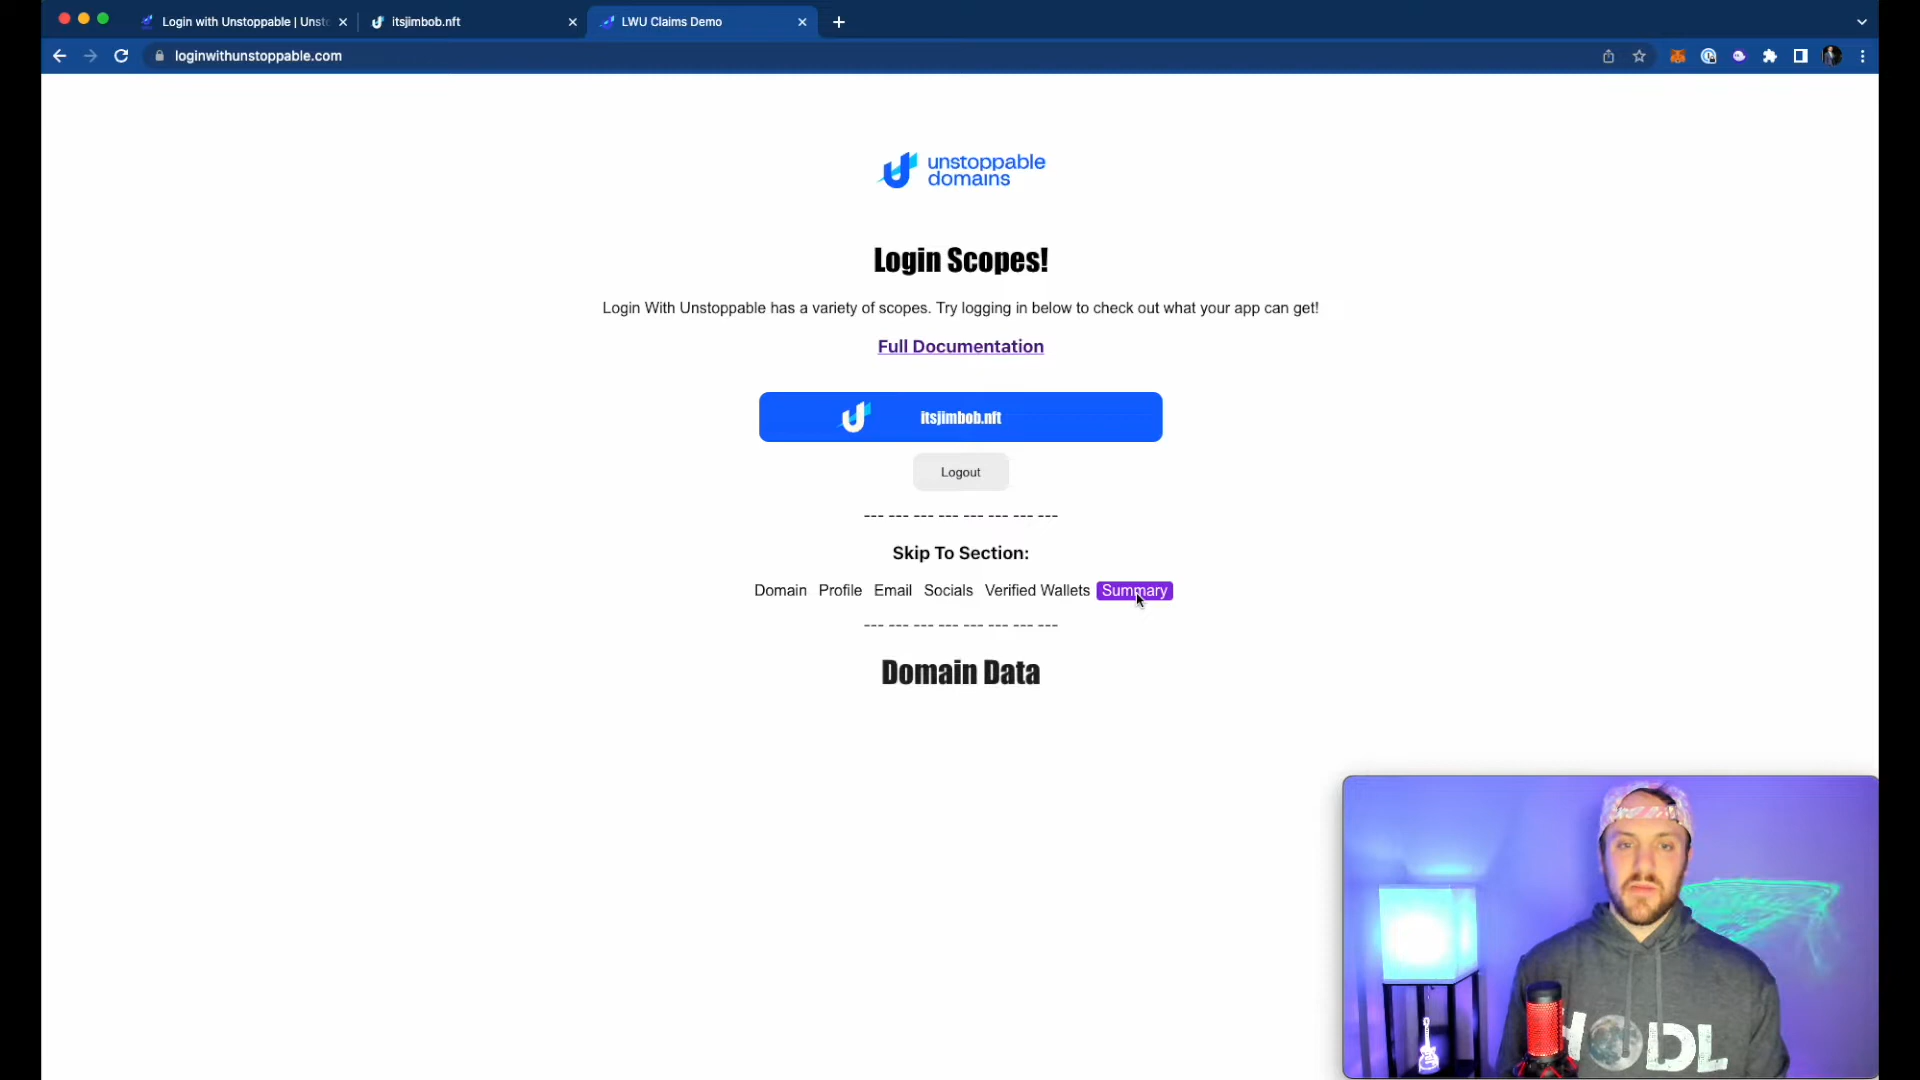 Login with Unstoppable | Unsto
itsjimbob.nft
LWU Claims Demo
loginwithunstoppable.com
unstoppable
domains
Login Scopes!
Login With Unstoppable has a variety of scopes. Try logging in below to check out what your app can get!
Full Documentation
itsjimbob.nft
Logout
--- --- --- --- --- --- --- ---
Skip To Section:
Domain Profile Email Socials Verified Wallets Summary
--- --- --- --- --- --- --- ---
Domain Data
HODL